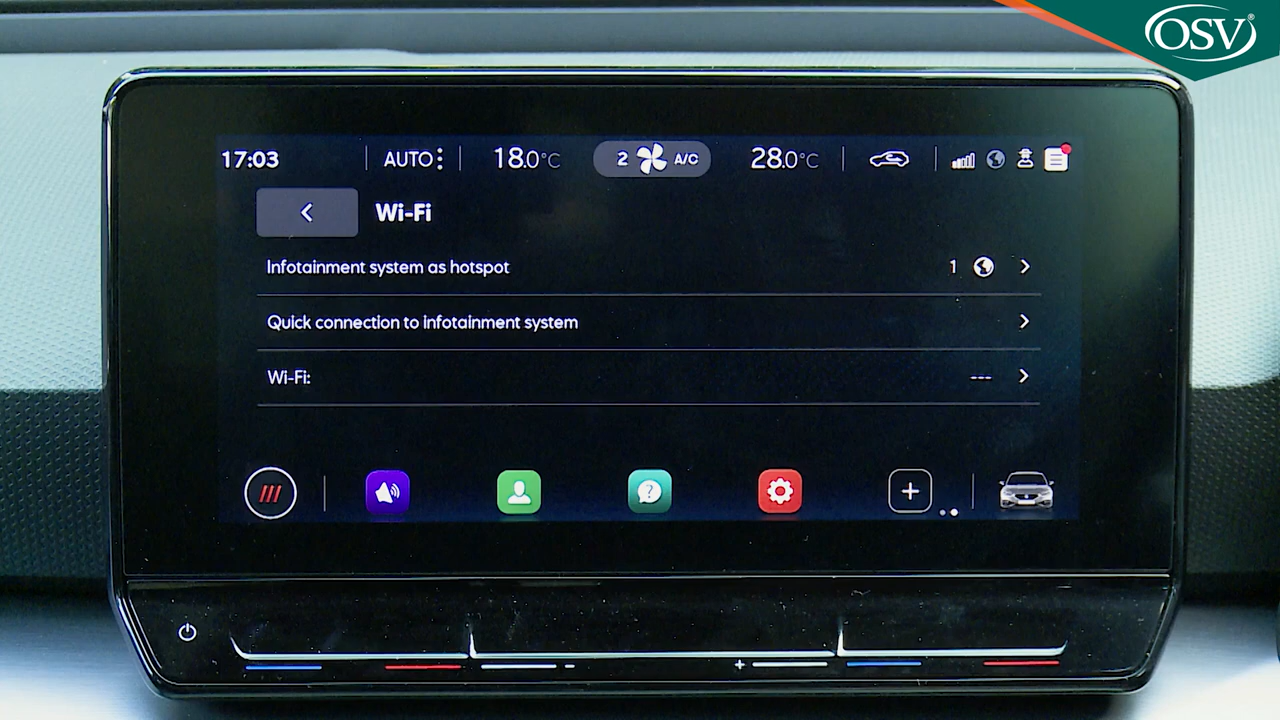 OSV®
17:03 AUTO 18.0°C 2 A/C 28.0°C
Wi-Fi
Infotainment system as hotspot 1
Quick connection to infotainment system
Wi-Fi: ---